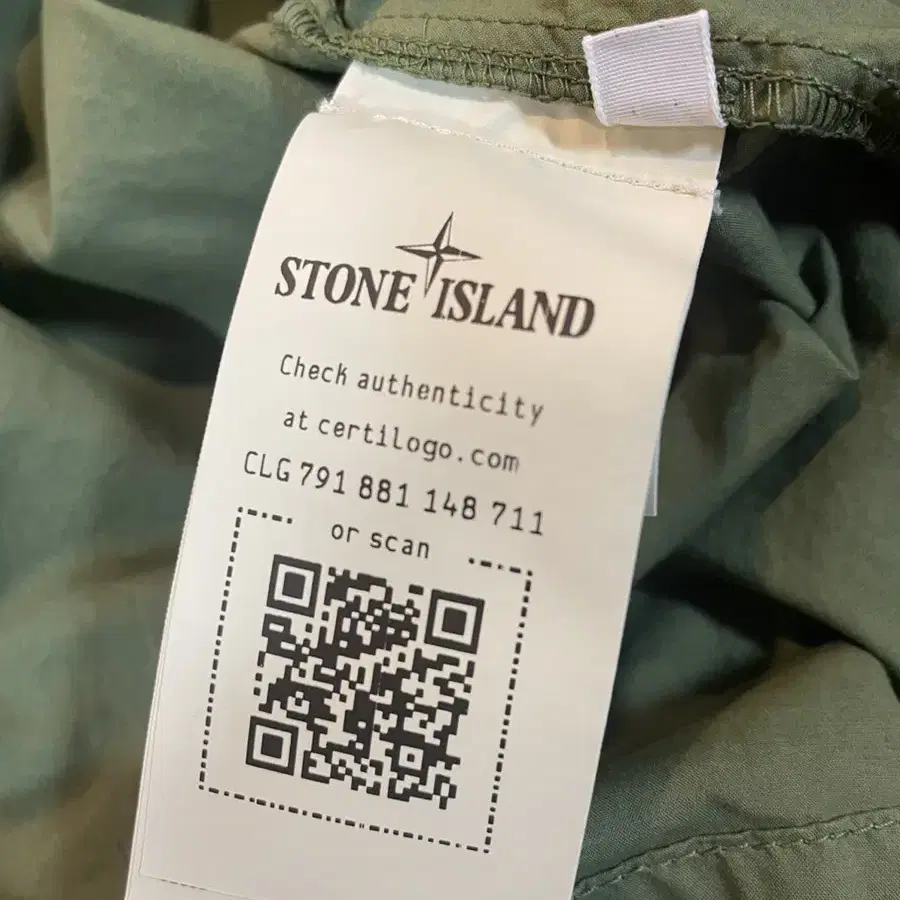 STONE ISLAND
Check authenticity
at certilogo.com
CLG 791 881 148 711
or scan